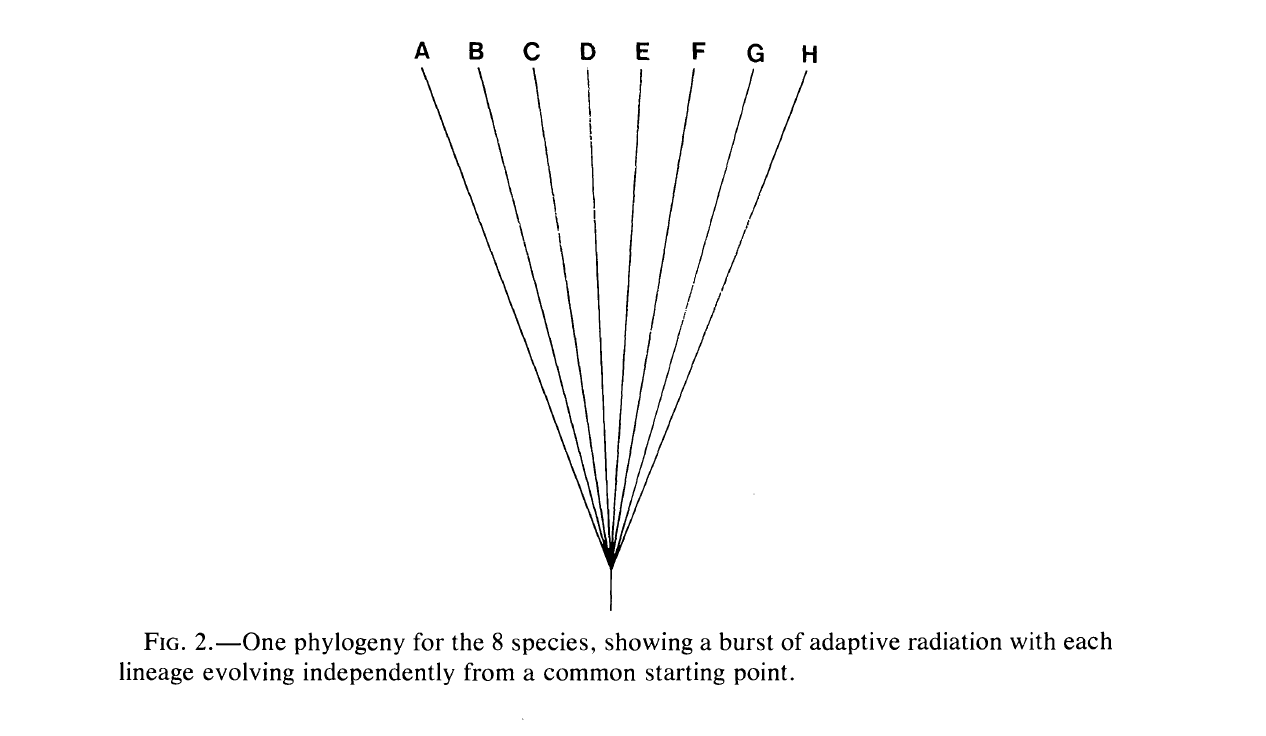 A B C D E F G H
FIG. 2.—One phylogeny for the 8 species, showing a burst of adaptive radiation with each
lineage evolving independently from a common starting point.